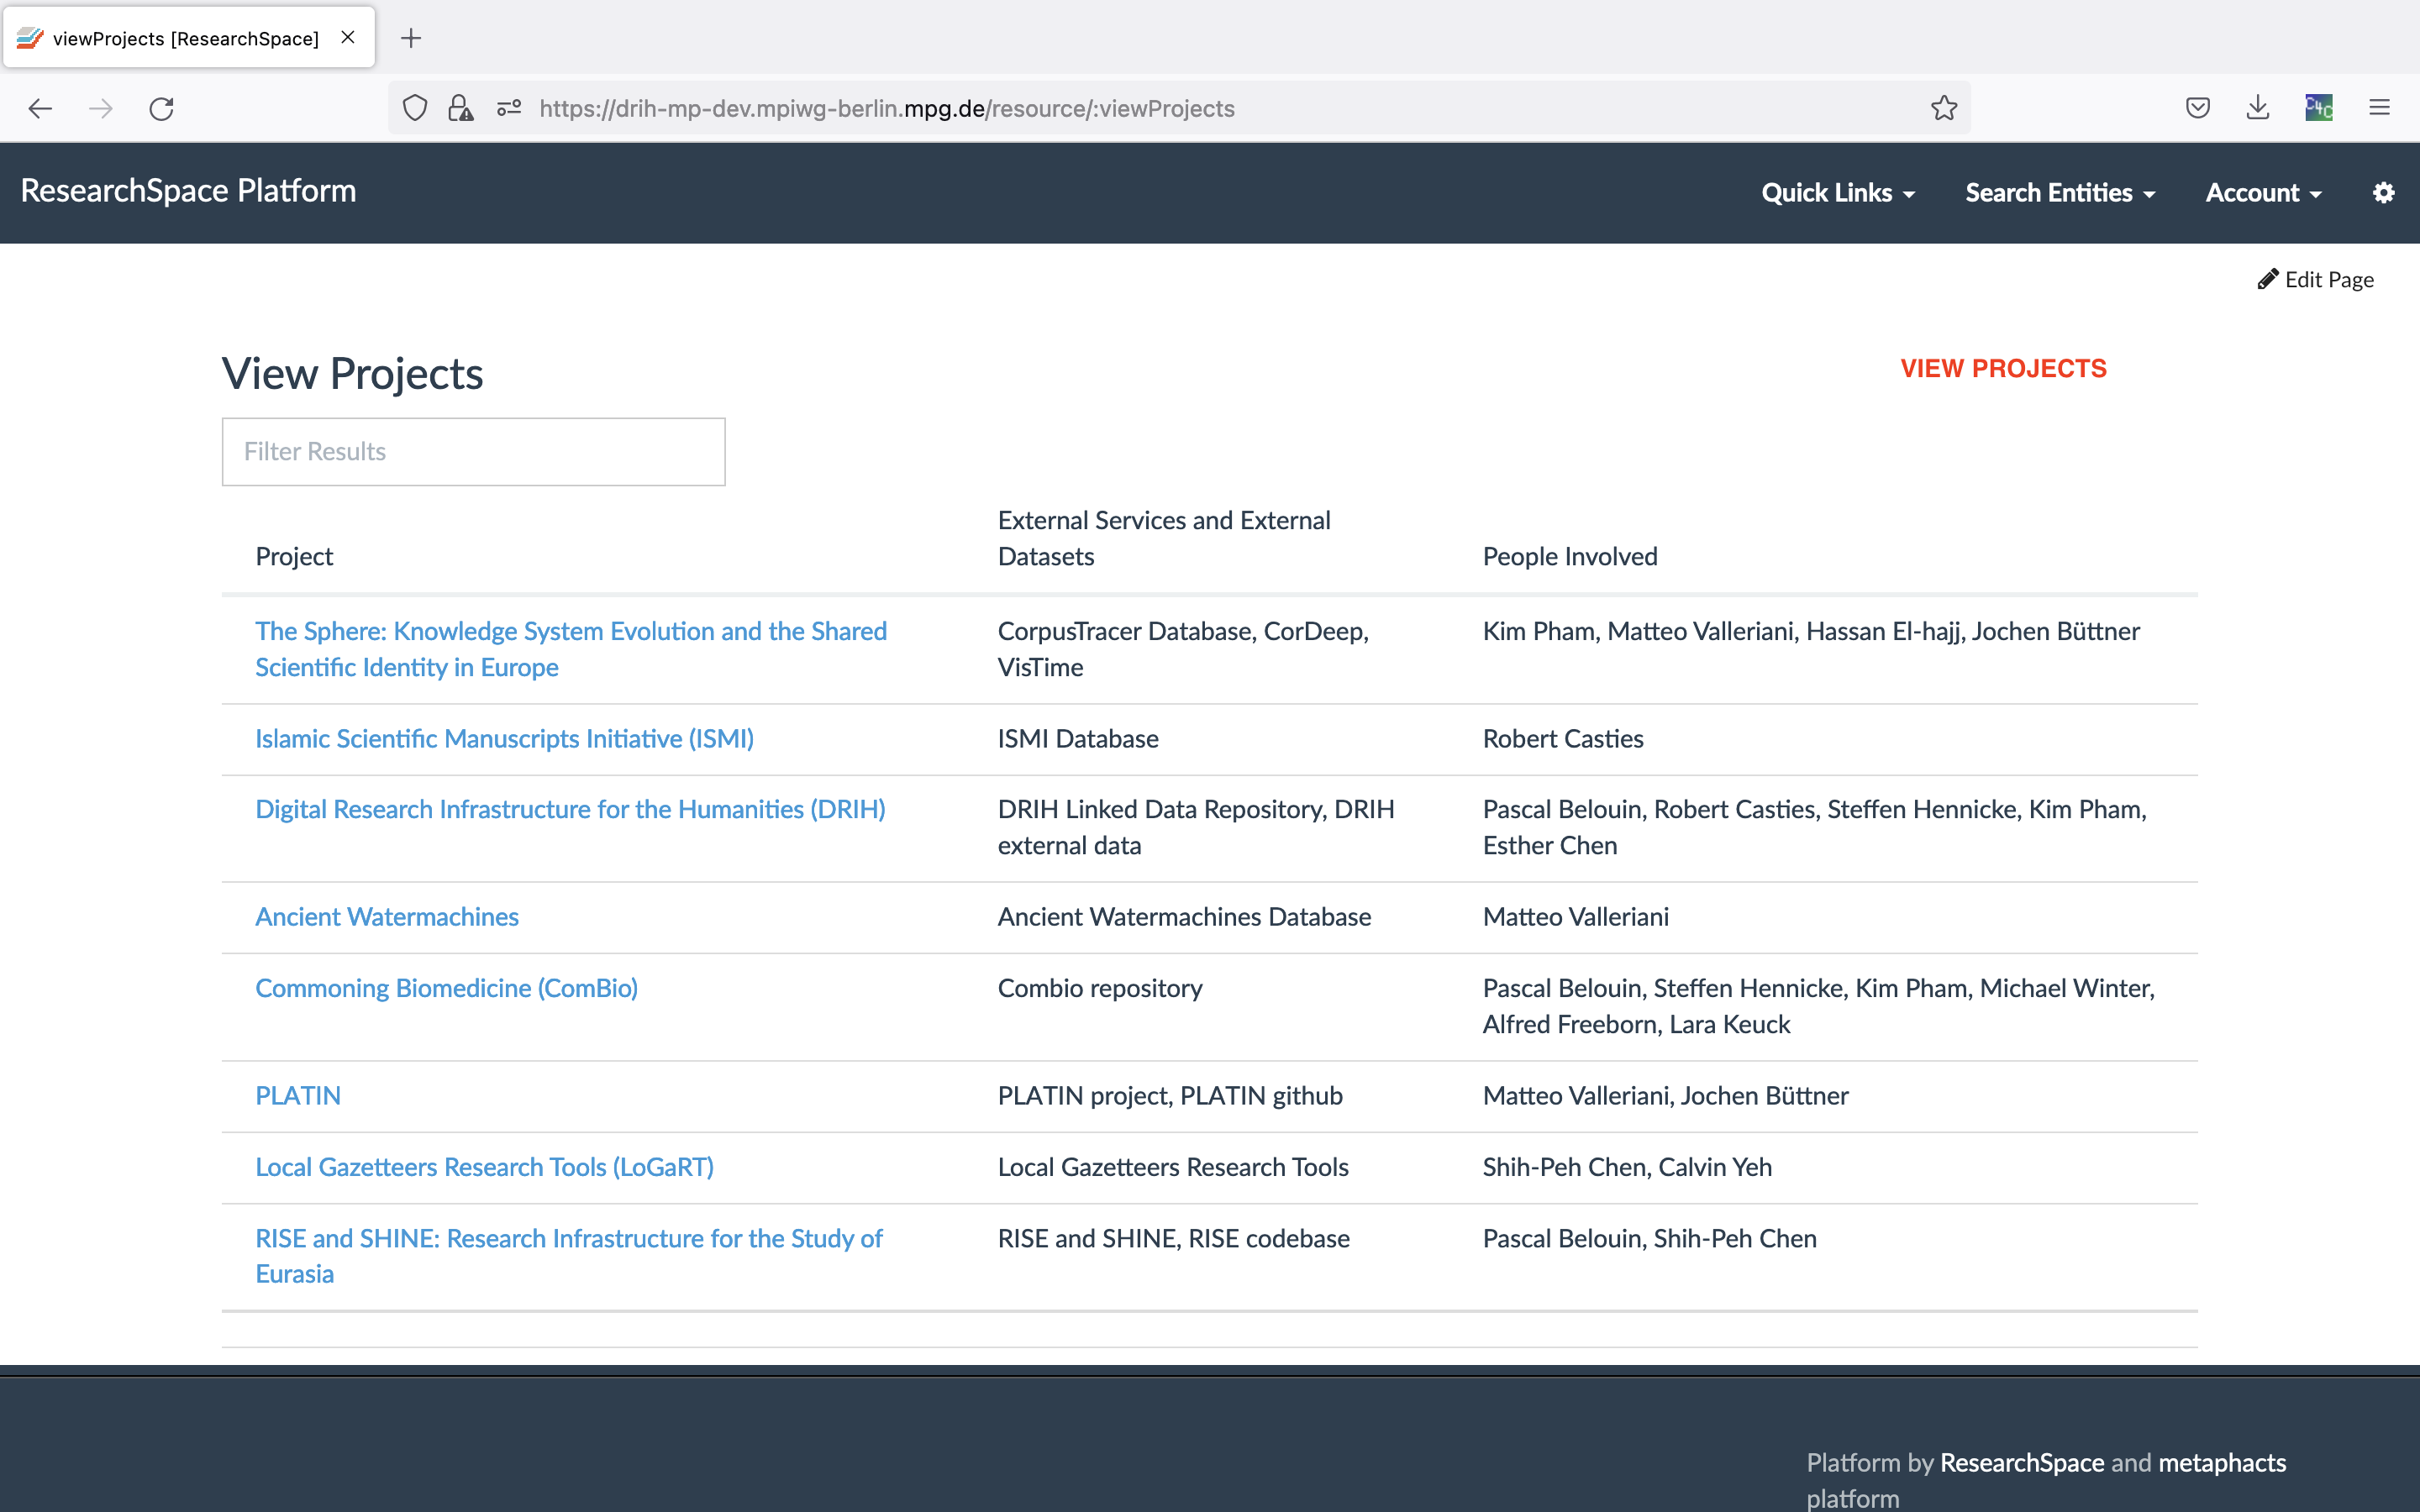 viewProjects [ResearchSpace]
https://drih-mp-dev.mpiwg-berlin.mpg.de/resource/:viewProjects
ResearchSpace Platform
Quick Links
Search Entities
Account
Edit Page
View Projects
VIEW PROJECTS
Filter Results
Project
External Services and External
Datasets
People Involved
The Sphere: Knowledge System Evolution and the Shared
Scientific Identity in Europe
CorpusTracer Database, CorDeep,
VisTime
Kim Pham, Matteo Valleriani, Hassan El-hajj, Jochen Büttner
Islamic Scientific Manuscripts Initiative (ISMI)
ISMI Database
Robert Casties
Digital Research Infrastructure for the Humanities (DRIH)
DRIH Linked Data Repository, DRIH
external data
Pascal Belouin, Robert Casties, Steffen Hennicke, Kim Pham,
Esther Chen
Ancient Watermachines
Ancient Watermachines Database
Matteo Valleriani
Commoning Biomedicine (ComBio)
Combio repository
Pascal Belouin, Steffen Hennicke, Kim Pham, Michael Winter,
Alfred Freeborn, Lara Keuck
PLATIN
PLATIN project, PLATIN github
Matteo Valleriani, Jochen Büttner
Local Gazetteers Research Tools (LoGaRT)
Local Gazetteers Research Tools
Shih-Peh Chen, Calvin Yeh
RISE and SHINE: Research Infrastructure for the Study of
Eurasia
RISE and SHINE, RISE codebase
Pascal Belouin, Shih-Peh Chen
Platform by ResearchSpace and metaphacts
platform